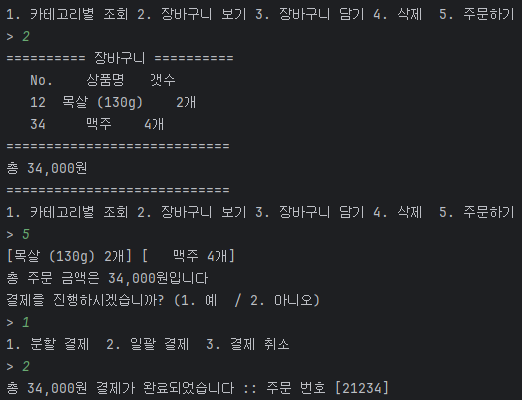 1. 카테고리별 조회 2. 장바구니 보기 3. 장바구니 담기 4. 삭제  5. 주문하기
> 2
========== 장바구니 ==========
   No.    상품명   갯수
   12  목살 (130g)    2개
   34     맥주    4개
============================
총 34,000원
============================
1. 카테고리별 조회 2. 장바구니 보기 3. 장바구니 담기 4. 삭제  5. 주문하기
> 5
[목살 (130g) 2개] [   맥주 4개]
총 주문 금액은 34,000원입니다
결제를 진행하시겠습니까? (1. 예  / 2. 아니오)
> 1
1. 분할 결제  2. 일괄 결제  3. 결제 취소
> 2
총 34,000원 결제가 완료되었습니다 :: 주문 번호 [21234]